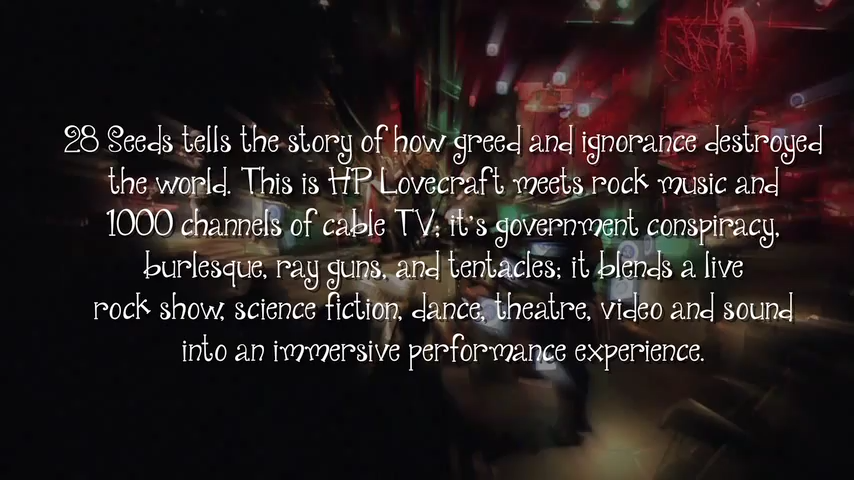 28 Seeds tells the story of how greed and ignorance destroyed
the world. This is HP Lovecraft meets rock music and
1000 channels of cable TV; it's government conspiracy,
burlesque, ray guns, and tentacles; it blends a live
rock show, science fiction, dance, theatre, video and sound
into an immersive performance experience.